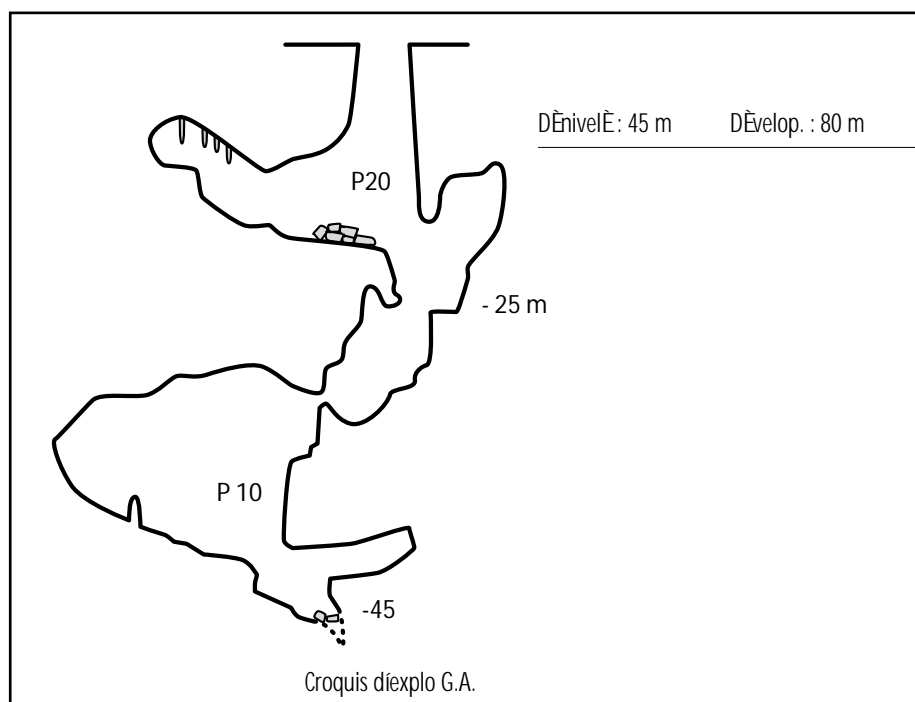 DÈnivelÈ : 45 m DÈvelop. : 80 m
P20
- 25 m
P 10
-45
Croquis díexplo G.A.